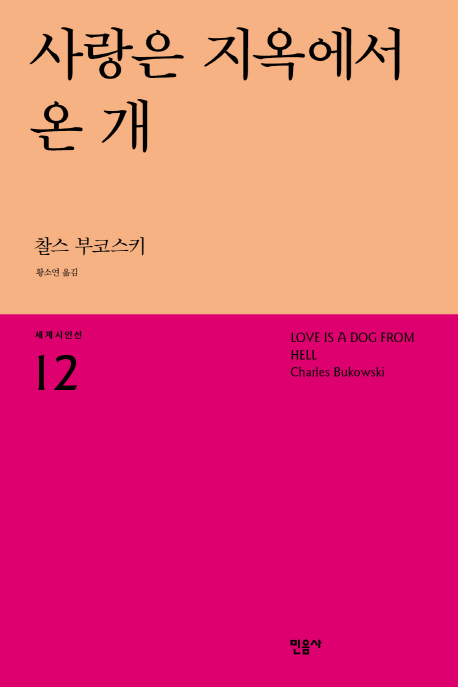 사랑은 지옥에서
온 개
찰스 부코스키
황소연 옮김
세계시인선
12
LOVE IS A DOG FROM
HELL
Charles Bukowski
민음사